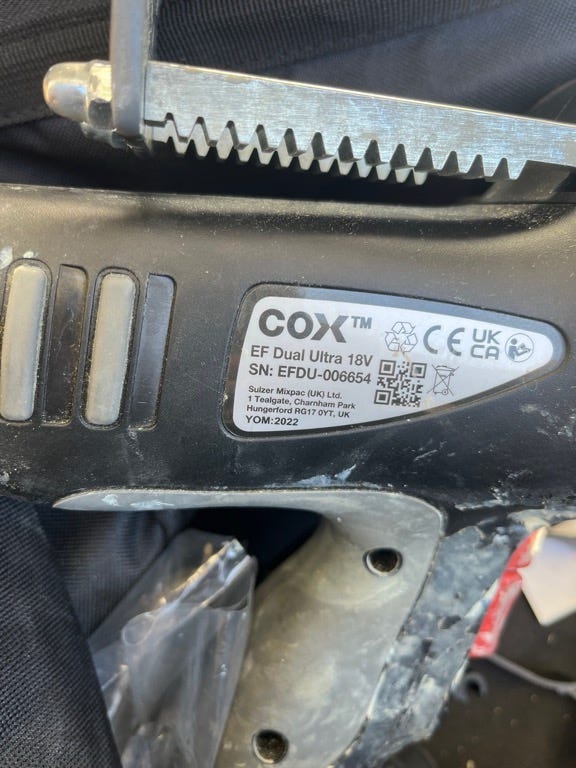 COX™
EF Dual Ultra 18V
SN: EFDU-006654
Sulzer Mixpac (UK) Ltd.
1 Tealgate, Charnham Park
Hungerford RG17 0YT, UK
YOM:2022
CE
UK
CA